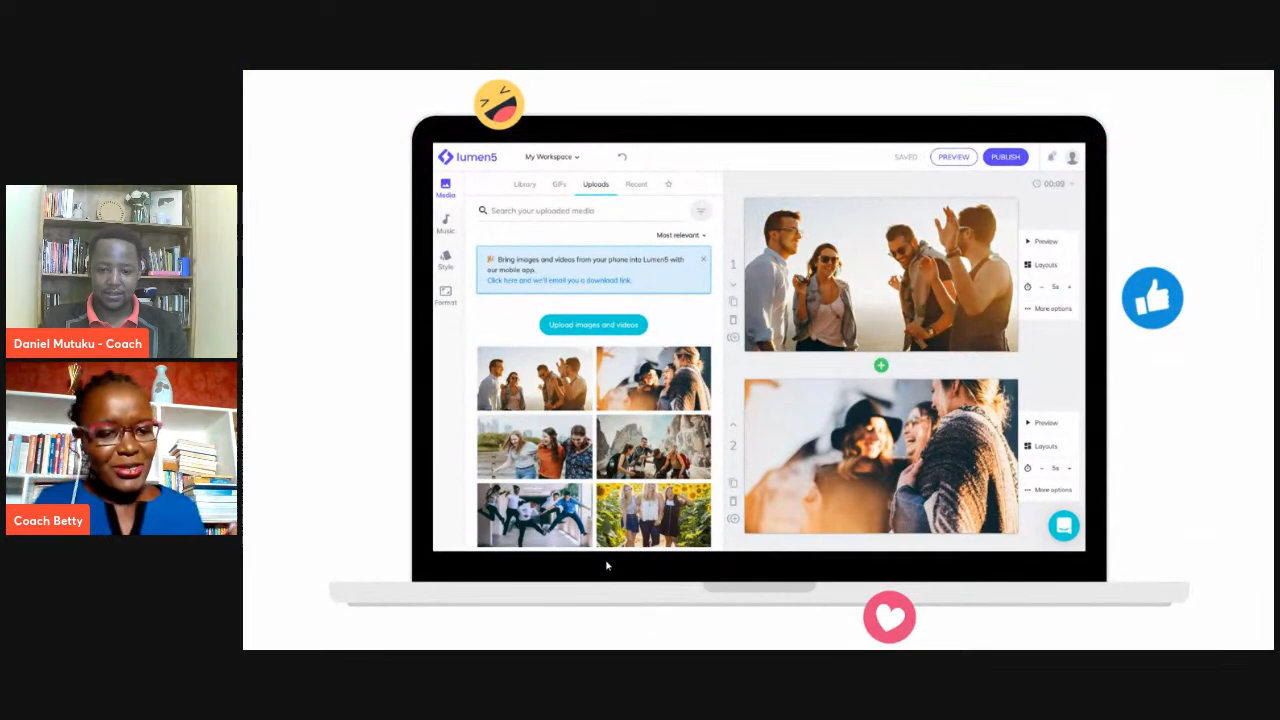 Daniel Mutuku - Coach
Coach Betty
lumen5
My Workspace
SAVED
PREVIEW
PUBLISH
Media
Music
Style
Format
Library
GIFs
Uploads
Recent
Search your uploaded media
Most relevant
Bring images and videos from your phone into Lumen5 with
our mobile app.
Click here and we'll email you a download link.
Upload images and videos
00:09
1
Preview
Layouts
- 5s +
More options
2
Preview
Layouts
- 5s +
More options